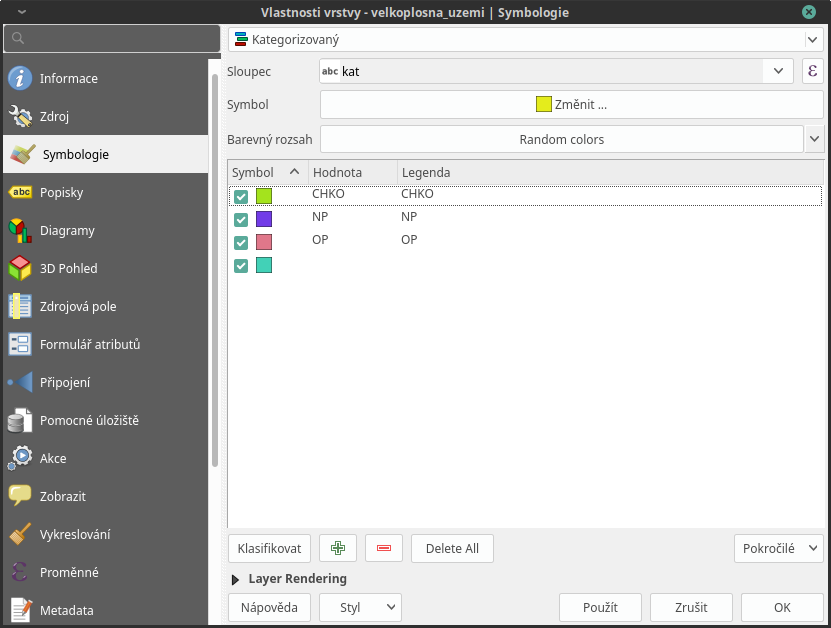 Vlastnosti vrstvy - velkoplosna_uzemi | Symbologie
Informace
Zdroj
Symbologie
abc Popisky
Diagramy
3D Pohled
Zdrojová pole
Formulář atributů
Připojení
Pomocné úložiště
Akce
Zobrazit
Vykreslování
ε Proměnné
Metadata
Kategorizovaný
Sloupec abc kat ε
Symbol Změnit ...
Barevný rozsah Random colors
Symbol Hodnota Legenda
CHKO CHKO
NP NP
OP OP
Klasifikovat Delete All Pokročilé
Layer Rendering
Nápověda Styl Použít Zrušit OK